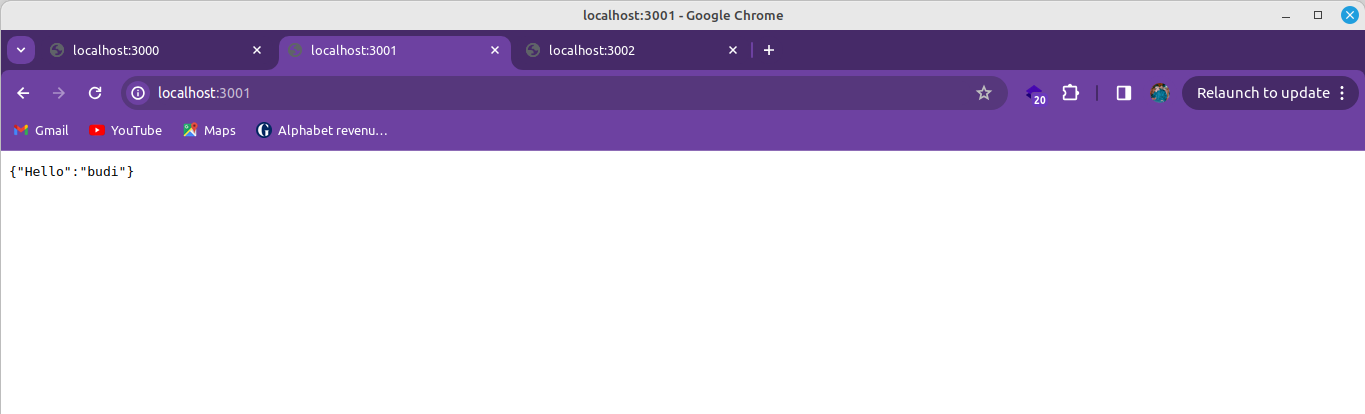 localhost:3001 - Google Chrome
localhost:3000 localhost:3001 localhost:3002
localhost:3001 20 Relaunch to update
Gmail YouTube Maps G Alphabet revenu...
{"Hello":"budi"}